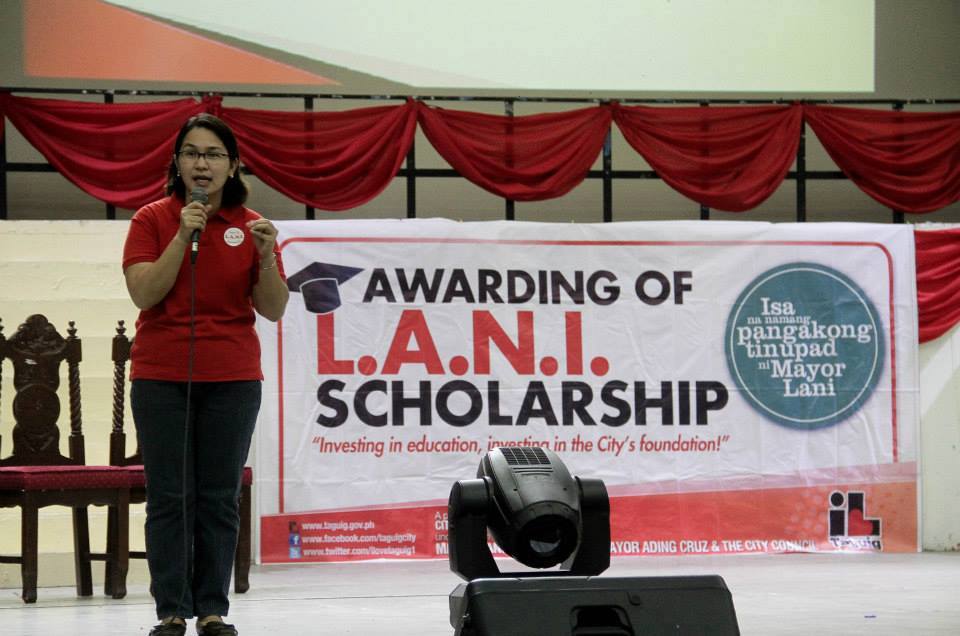 AWARDING OF
L.A.N.I.
SCHOLARSHIP
"Investing in education, investing in the City's foundation!"
Isa
na namang
pangakong
tinupad
ni Mayor
Lani
www.taguig.gov.ph
www.facebook.com/taguigcity
www.twitter.com/ilovetaguig1
AYOR ADING CRUZ & THE CITY COUNCIL
L.A.N.I.